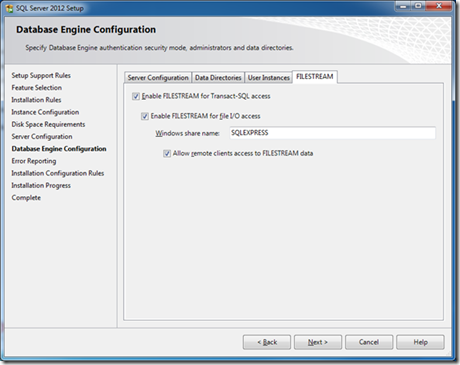 SQL Server 2012 Setup
Database Engine Configuration
Specify Database Engine authentication security mode, administrators and data directories.
Setup Support Rules
Feature Selection
Installation Rules
Instance Configuration
Disk Space Requirements
Server Configuration
Database Engine Configuration
Error Reporting
Installation Configuration Rules
Installation Progress
Complete
Server Configuration Data Directories User Instances FILESTREAM
Enable FILESTREAM for Transact-SQL access
Enable FILESTREAM for file I/O access
Windows share name: SQLEXPRESS
Allow remote clients access to FILESTREAM data
< Back Next > Cancel Help